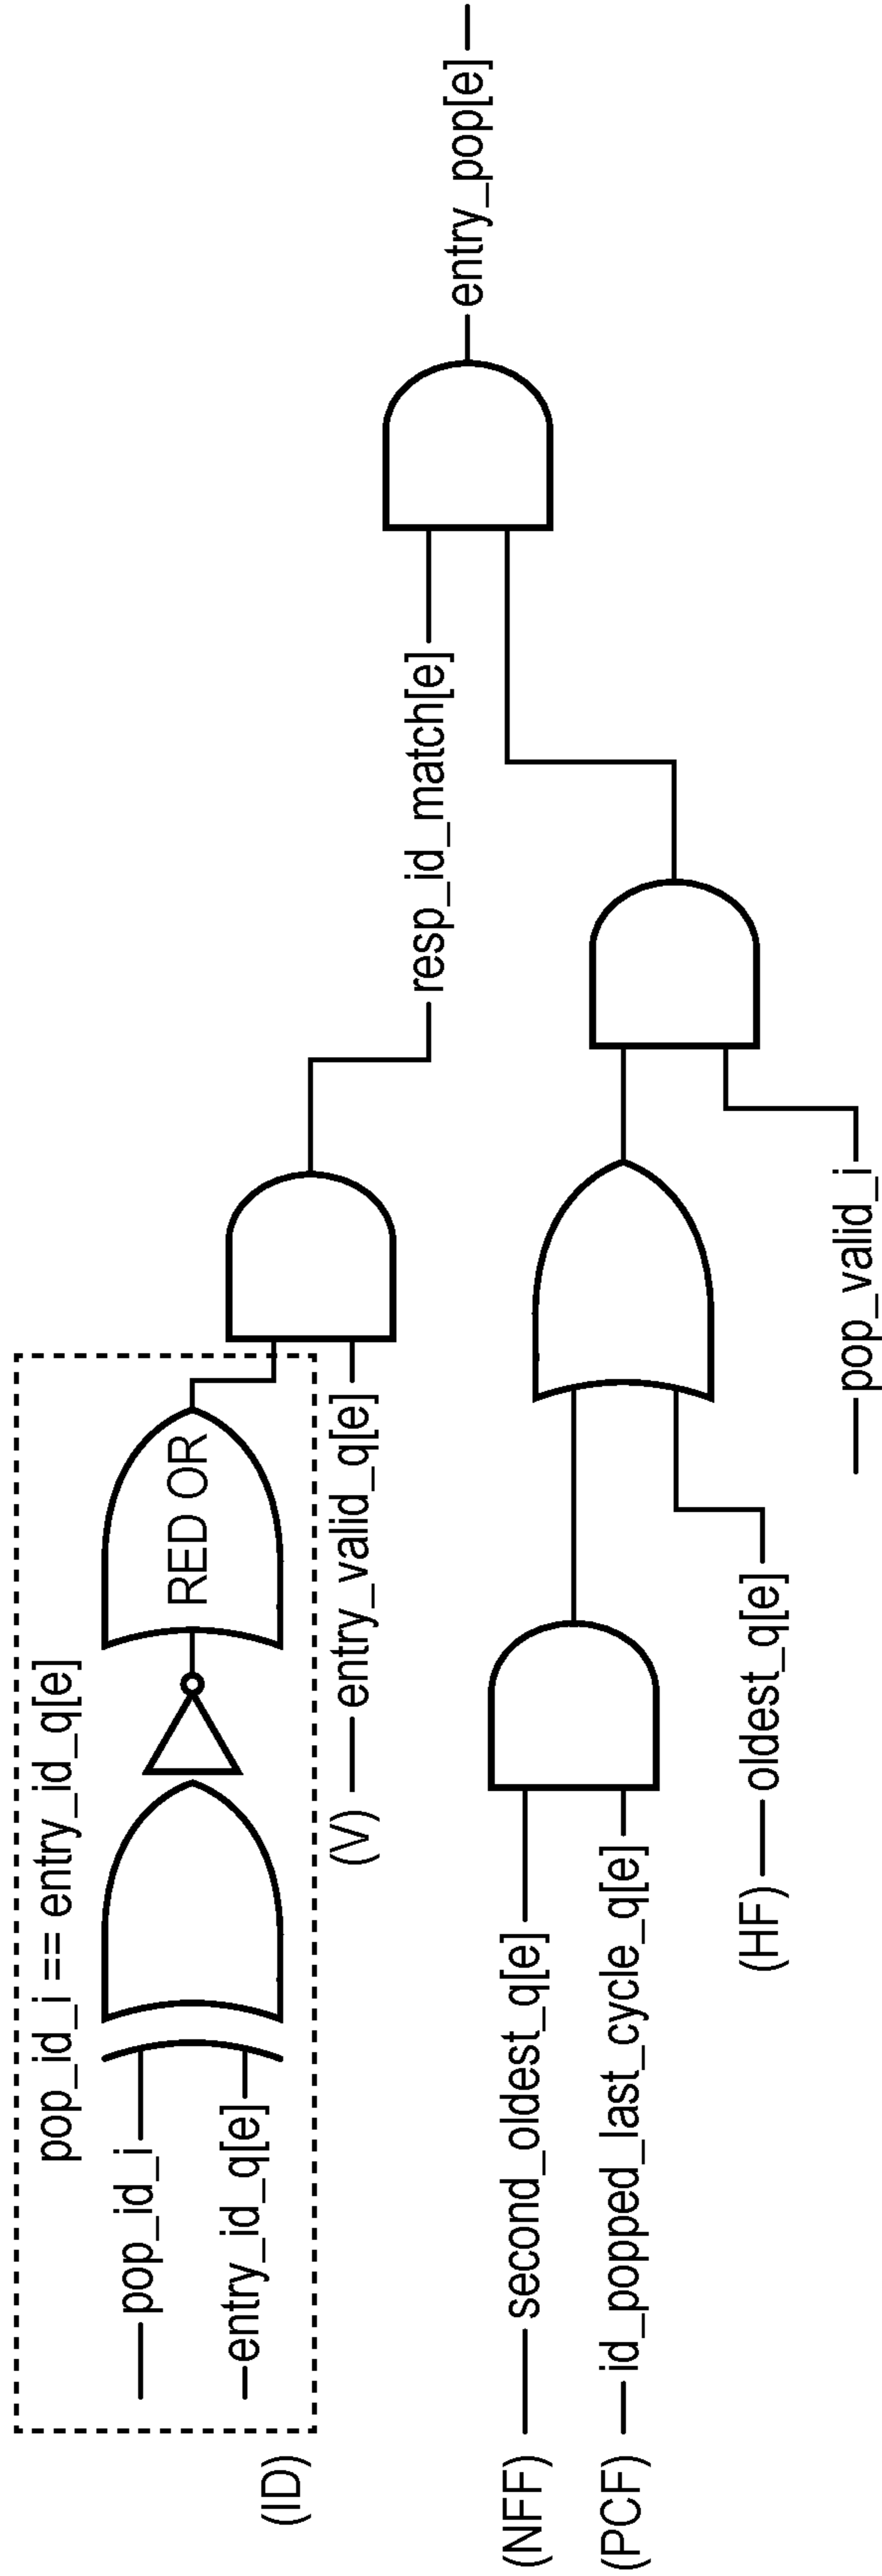 pop_id_i == entry_id_q[e]
pop_id_i
RED OR
entry_id_q[e]
(ID)
(V)
entry_valid_q[e]
resp_id_match[e]
entry_pop[e]
(NFF)
second_oldest_q[e]
(PCF)
id_popped_last_cycle_q[e]
(HF)
oldest_q[e]
pop_valid_i